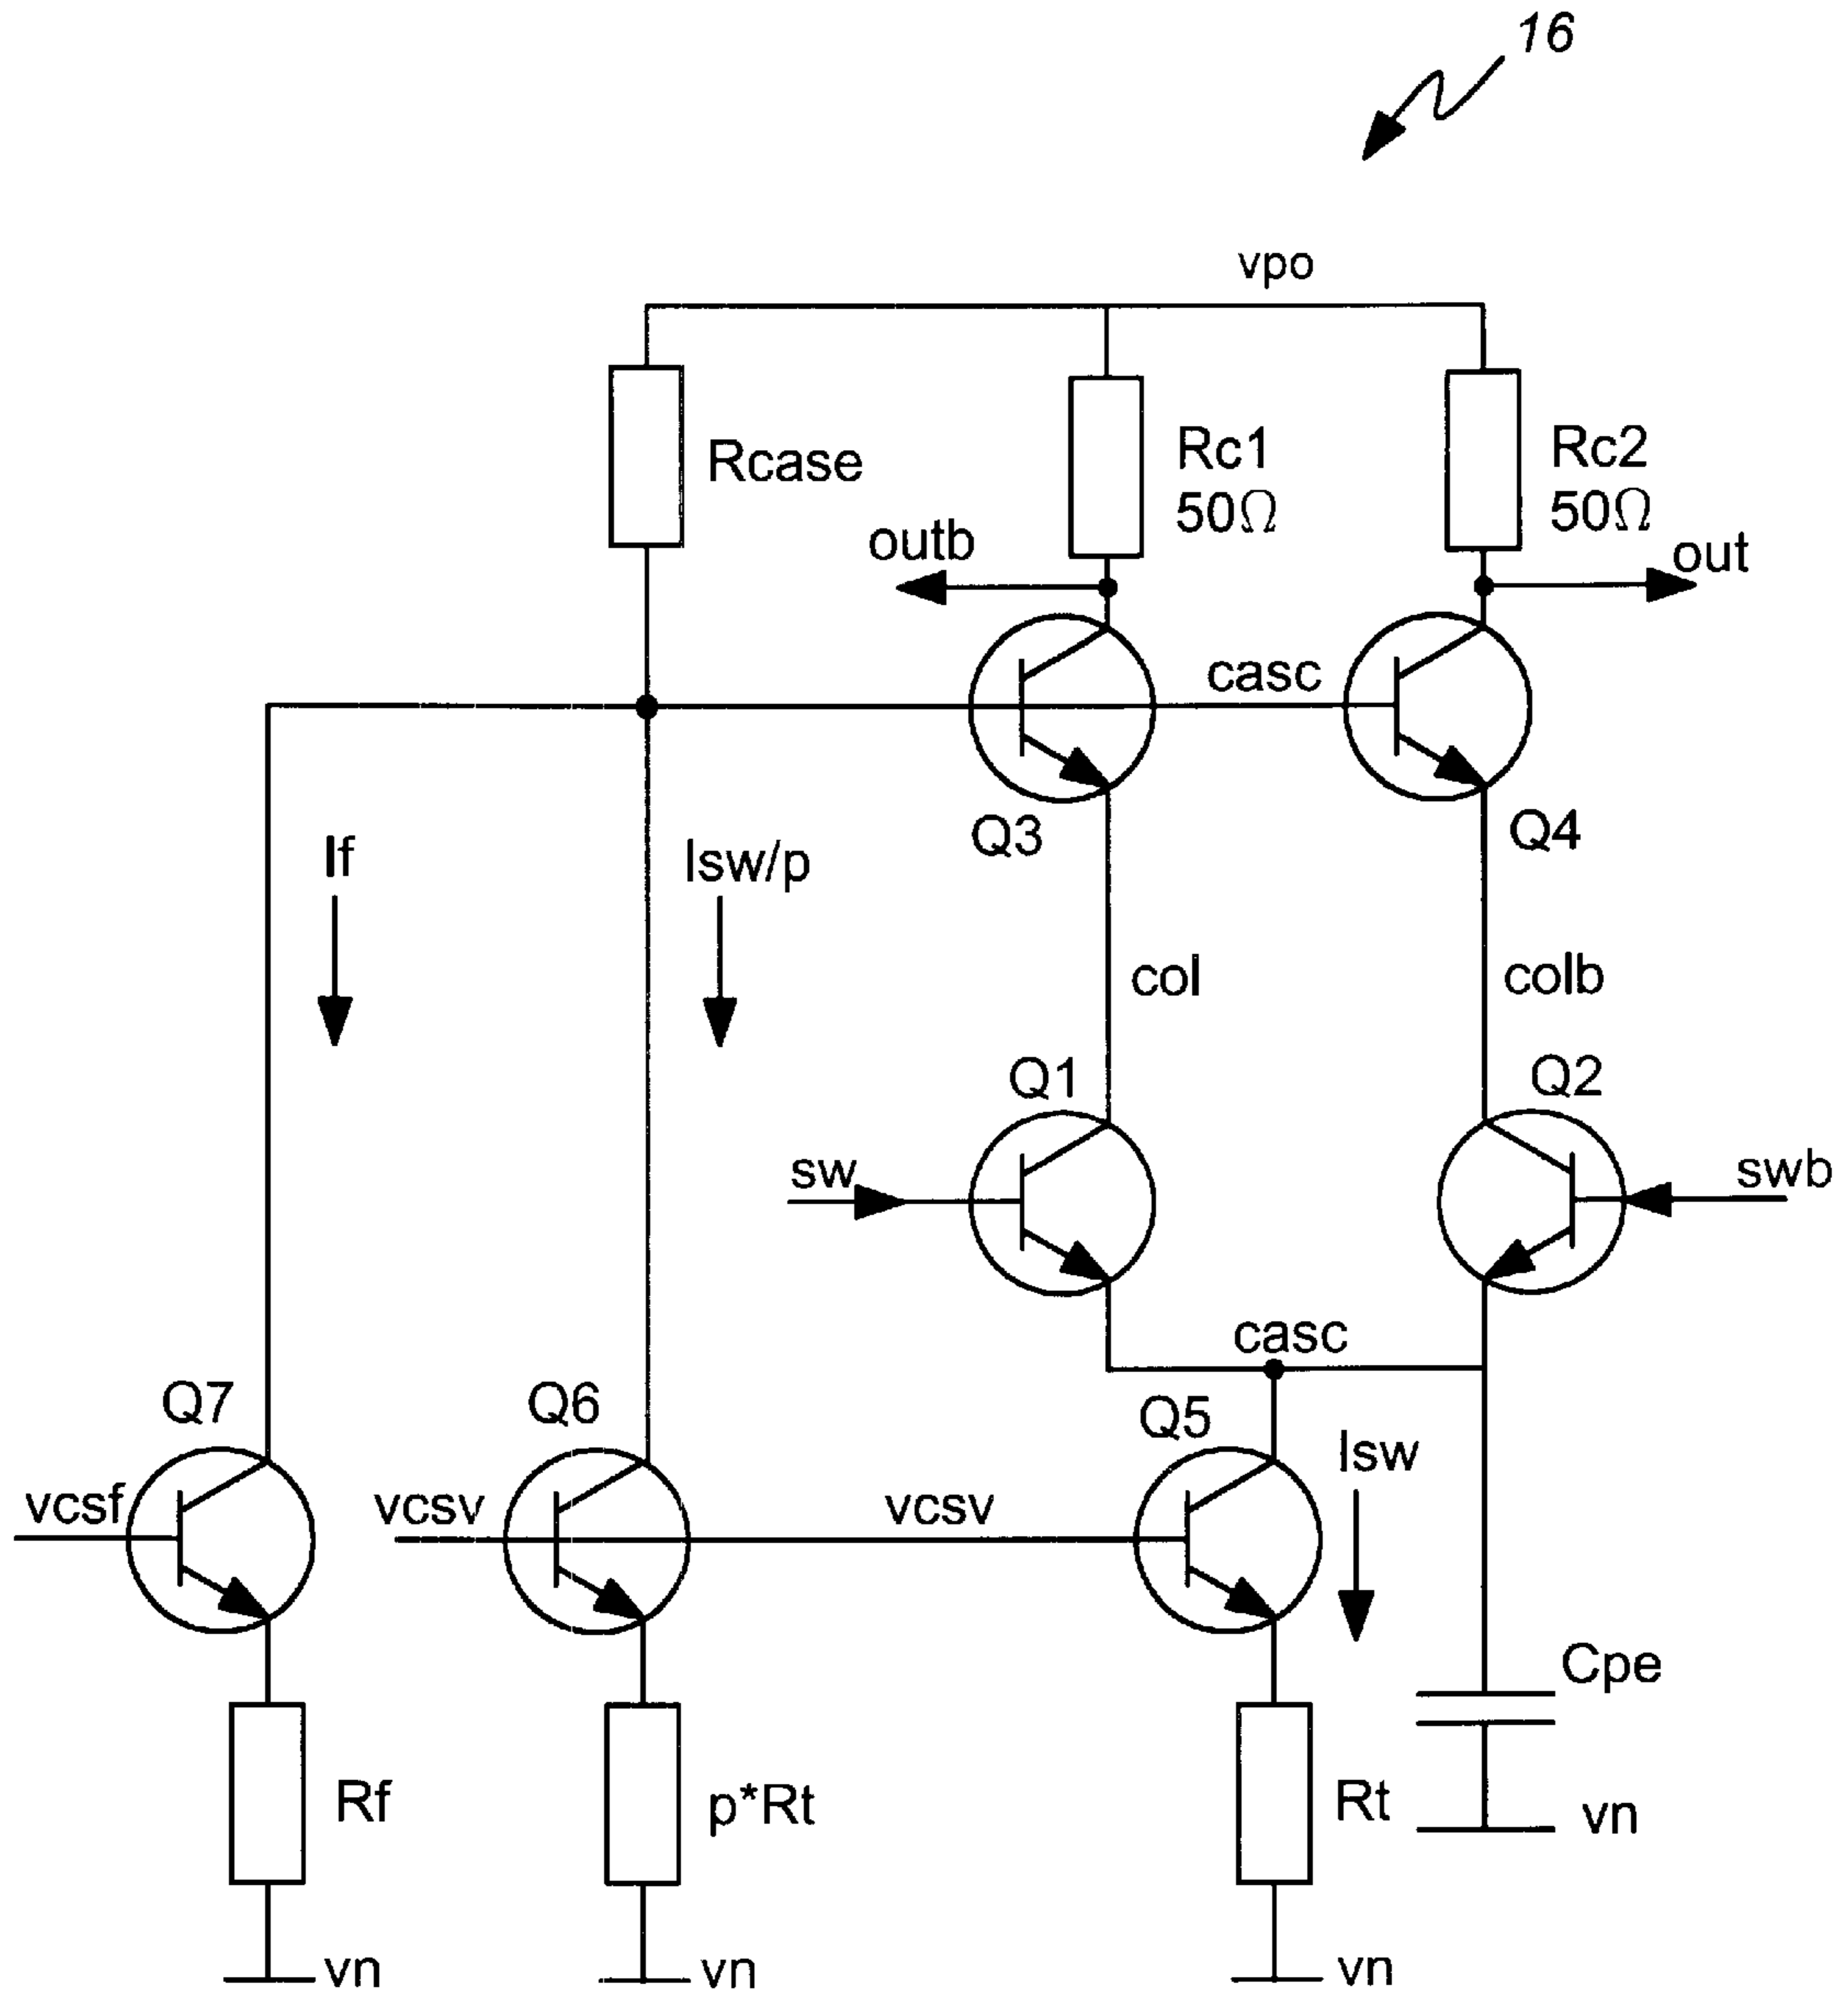 16
vpo
Rcase
Rc1
50Ω
Rc2
50Ω
outb
out
casc
Q3
Q4
If
Isw/p
col
colb
Q1
Q2
sw
swb
casc
Q7
Q6
Q5
Isw
vcsf
vcsv
vcsv
Cpe
Rf
p*Rt
Rt
vn
vn
vn
vn